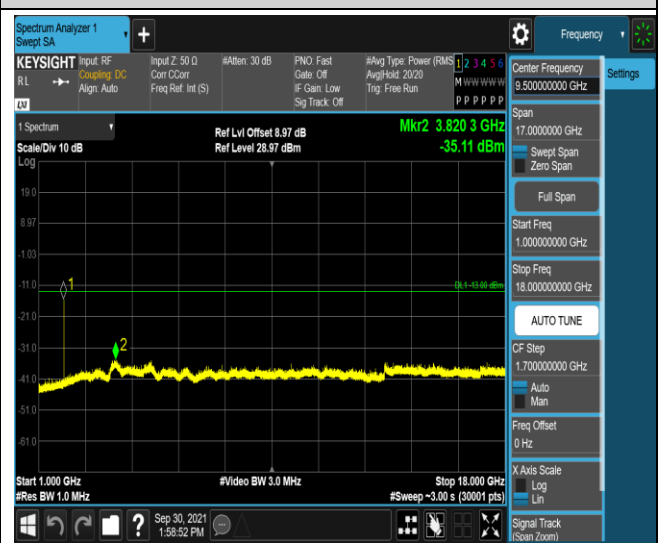 Spectrum Analyzer 1
Swept SA
+
Frequency
KEYSIGHT
RL
Input: RF
Coupling: DC
Align: Auto
Input Z: 50 Ω
Corr CCorr
Freq Ref: Int (S)
#Atten: 30 dB
PNO: Fast
Gate: Off
IF Gain: Low
Sig Track: Off
#Avg Type: Power (RMS
Avg|Hold: 20/20
Trig: Free Run
1 2 3 4 5 6
M W W W W W
P P P P P P
LXI
1 Spectrum
Scale/Div 10 dB
Log
Ref Lvl Offset 8.97 dB
Ref Level 28.97 dBm
Mkr2 3.820 3 GHz
-35.11 dBm
19.0
8.97
-1.03
-11.0
-21.0
-31.0
-41.0
-51.0
-61.0
1
DL1 -13.00 dBm
2
Start 1.000 GHz
#Res BW 1.0 MHz
#Video BW 3.0 MHz
Stop 18.000 GHz
#Sweep ~3.00 s (30001 pts)
?
Sep 30, 2021
1:58:52 PM
Center Frequency
9.500000000 GHz
Settings
Span
17.0000000 GHz
Swept Span
Zero Span
Full Span
Start Freq
1.000000000 GHz
Stop Freq
18.000000000 GHz
AUTO TUNE
CF Step
1.700000000 GHz
Auto
Man
Freq Offset
0 Hz
X Axis Scale
Log
Lin
Signal Track
(Span Zoom)